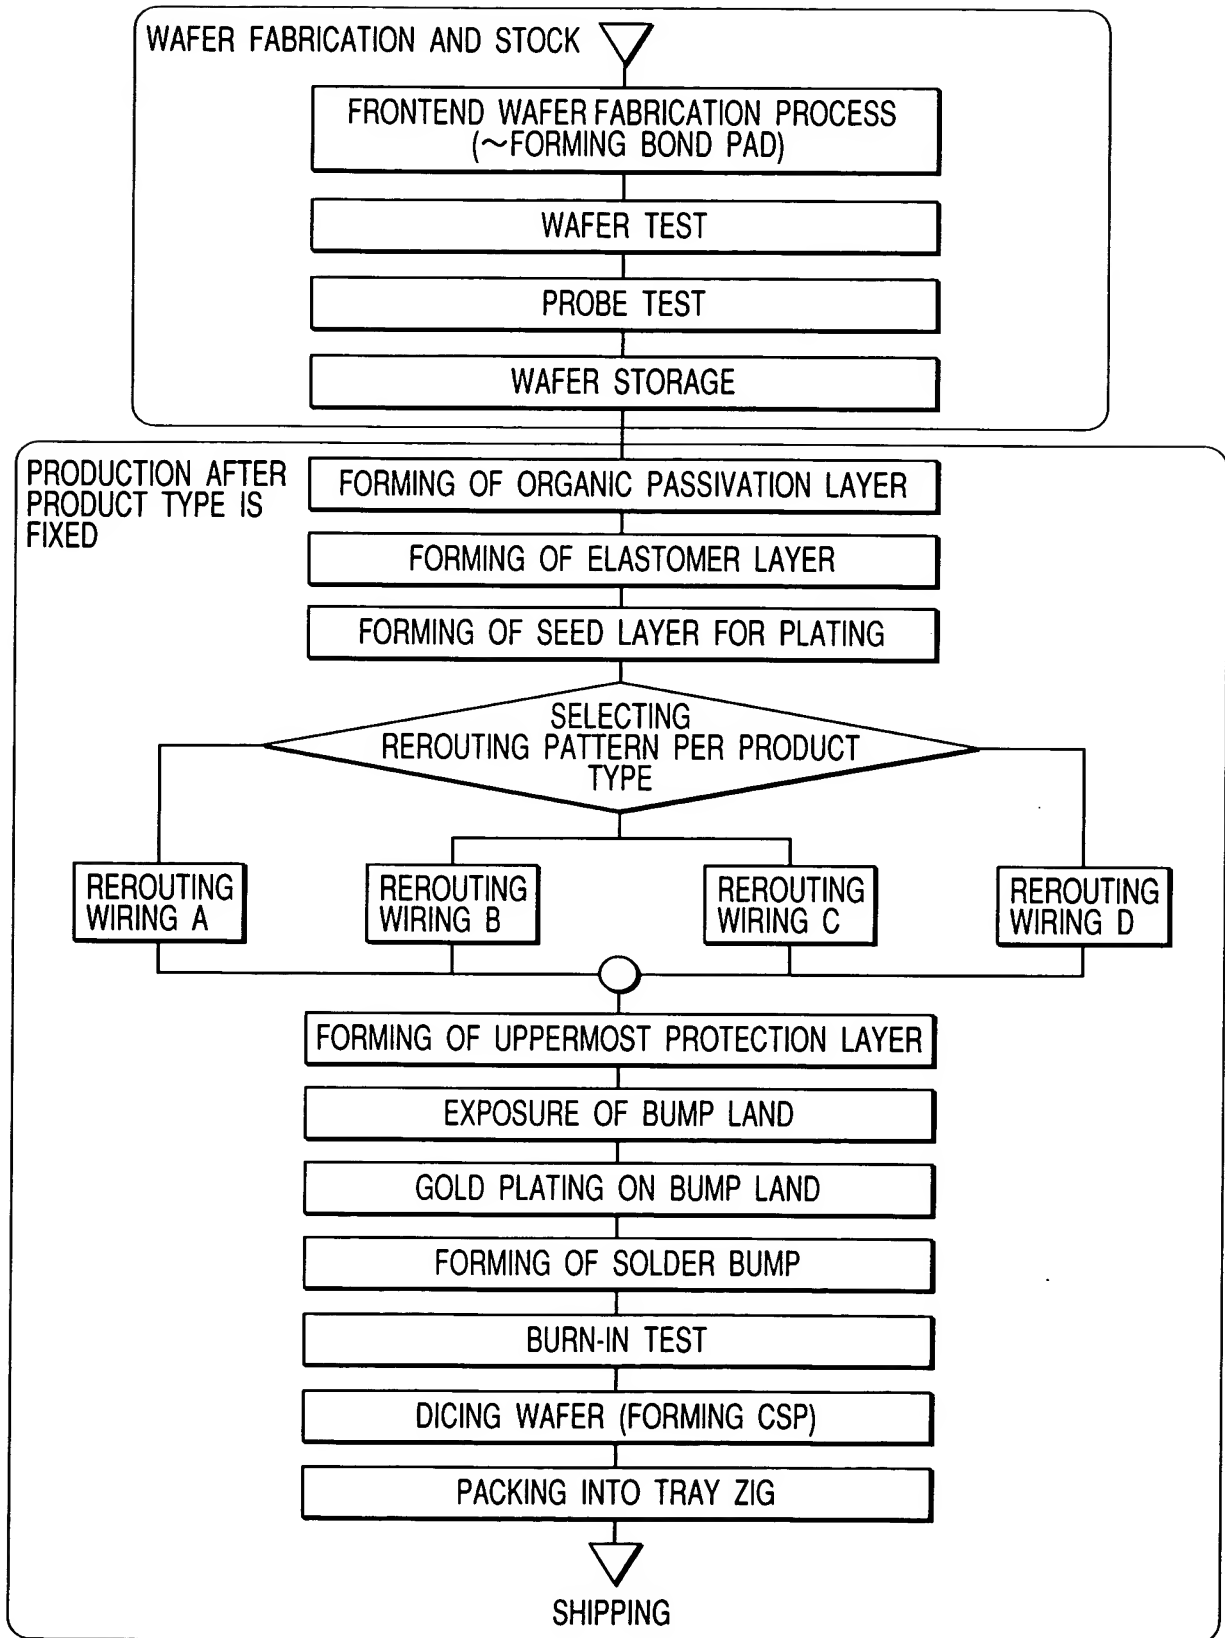 WAFER FABRICATION AND STOCK
FRONTEND WAFER FABRICATION PROCESS
(~FORMING BOND PAD)
WAFER TEST
PROBE TEST
WAFER STORAGE
PRODUCTION AFTER
PRODUCT TYPE IS
FIXED
FORMING OF ORGANIC PASSIVATION LAYER
FORMING OF ELASTOMER LAYER
FORMING OF SEED LAYER FOR PLATING
SELECTING
REROUTING PATTERN PER PRODUCT
TYPE
REROUTING
WIRING A
REROUTING
WIRING B
REROUTING
WIRING C
REROUTING
WIRING D
FORMING OF UPPERMOST PROTECTION LAYER
EXPOSURE OF BUMP LAND
GOLD PLATING ON BUMP LAND
FORMING OF SOLDER BUMP
BURN-IN TEST
DICING WAFER (FORMING CSP)
PACKING INTO TRAY ZIG
SHIPPING